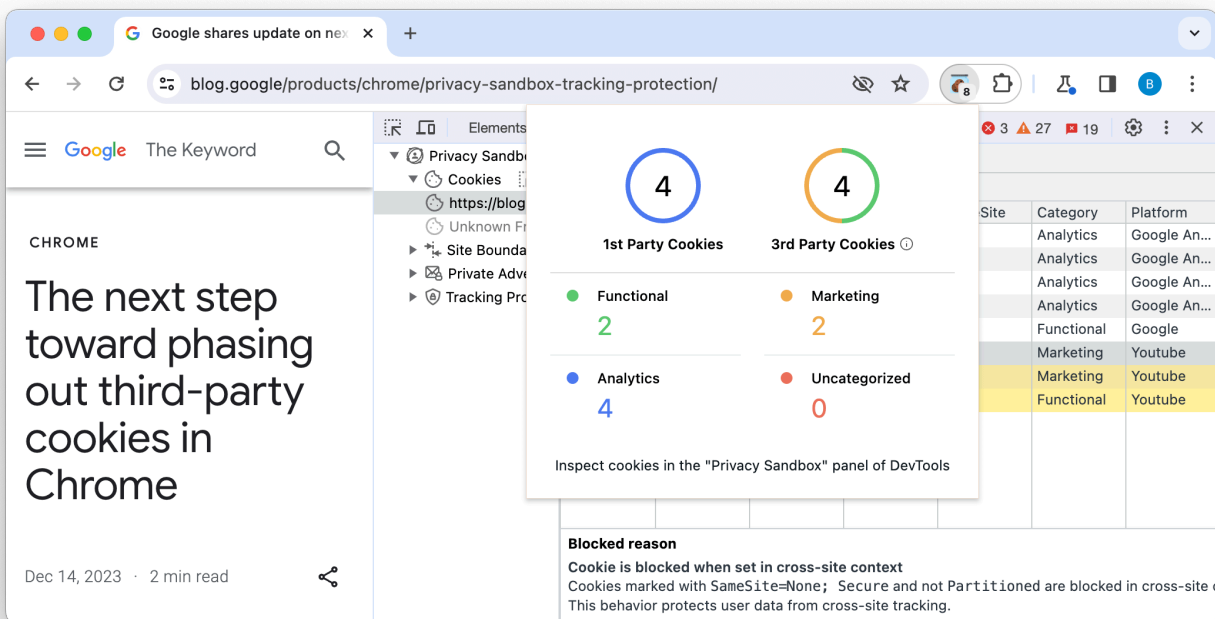 Google shares update on nex
blog.google/products/chrome/privacy-sandbox-tracking-protection/
8
B
Google The Keyword
CHROME
The next step
toward phasing
out third-party
cookies in
Chrome
Dec 14, 2023 · 2 min read
Elements
3 27 19
Privacy Sandb
Cookies
https://blog
Unknown Fr
Site Bounda
Private Adve
Tracking Pro
4
1st Party Cookies
4
3rd Party Cookies
Functional
2
Marketing
2
Analytics
4
Uncategorized
0
Inspect cookies in the "Privacy Sandbox" panel of DevTools
Site Category Platform
Analytics Google An...
Analytics Google An...
Analytics Google An...
Analytics Google An...
Functional Google
Marketing Youtube
Marketing Youtube
Functional Youtube
Blocked reason
Cookie is blocked when set in cross-site context
Cookies marked with SameSite=None; Secure and not Partitioned are blocked in cross-site
This behavior protects user data from cross-site tracking.